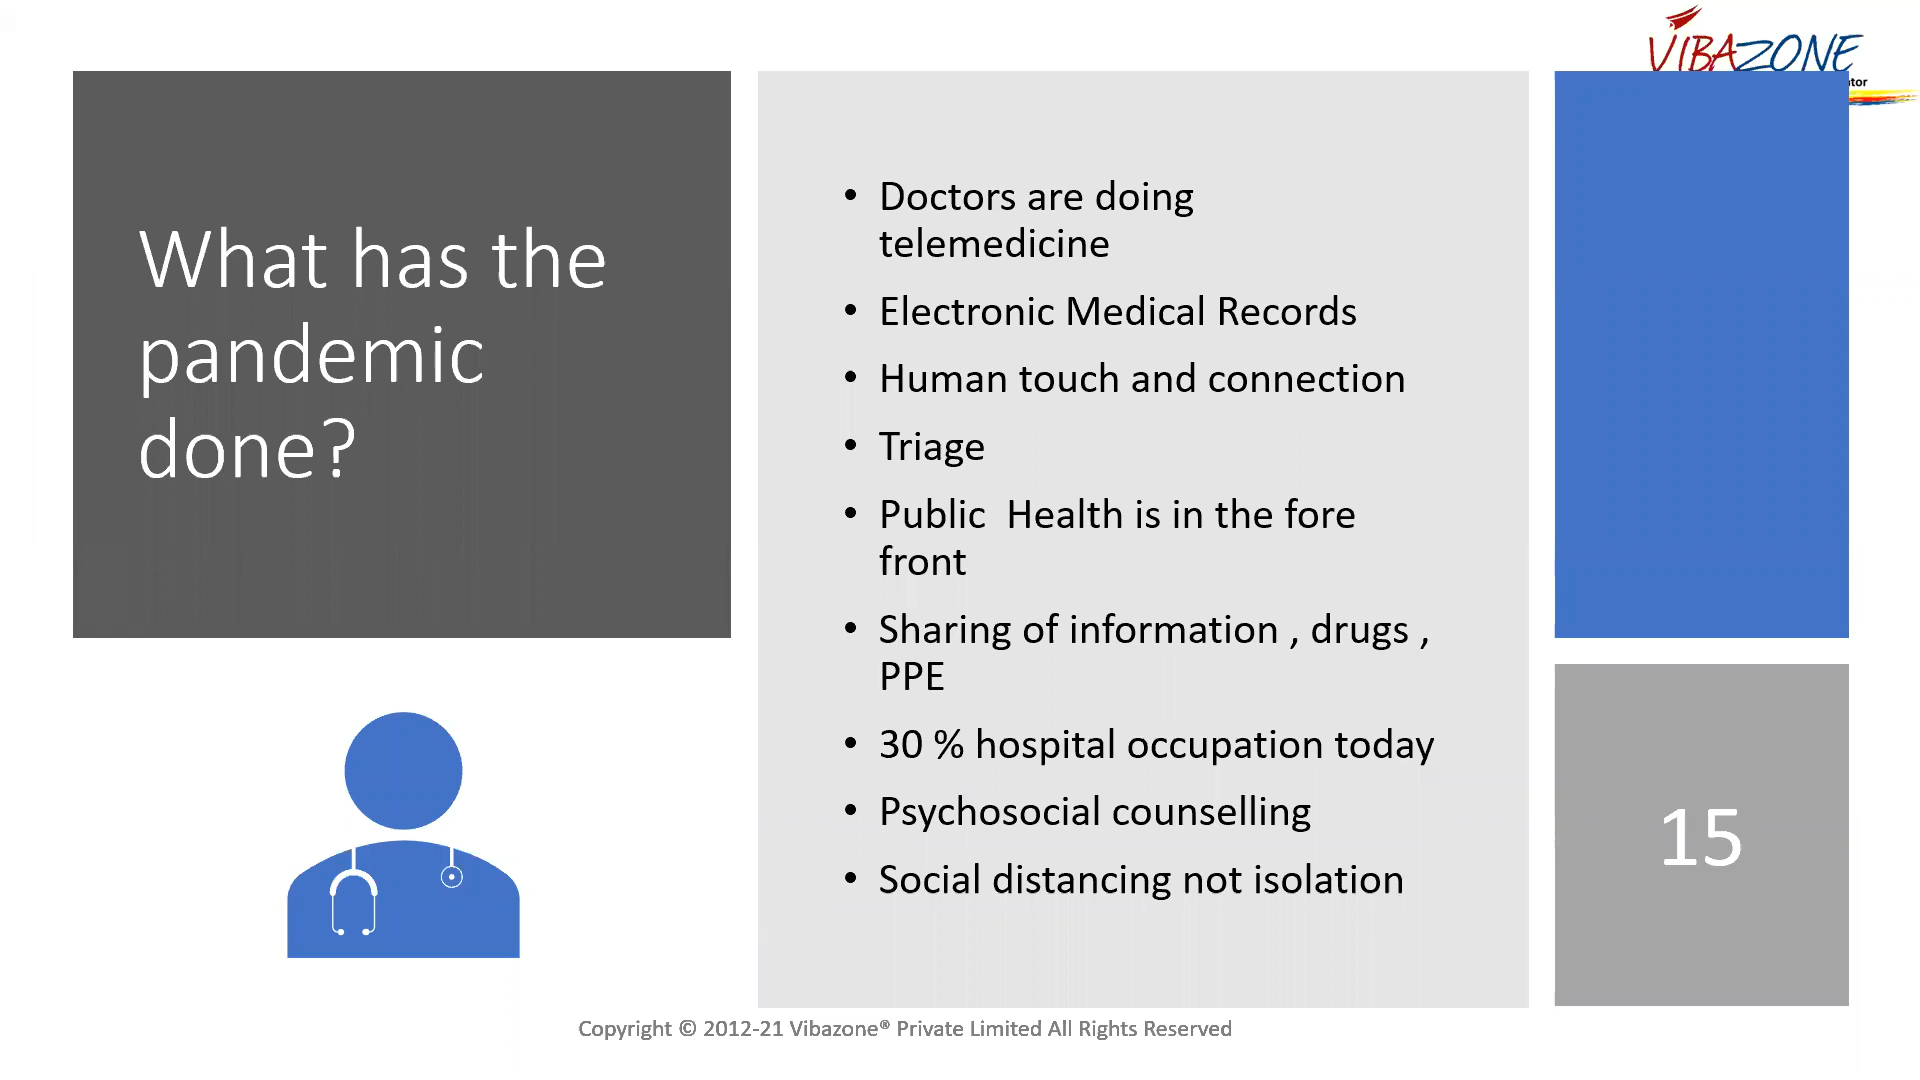 VIBAZONE
What has the
pandemic
done?
• Doctors are doing
telemedicine
• Electronic Medical Records
• Human touch and connection
• Triage
• Public  Health is in the fore
front
• Sharing of information , drugs ,
PPE
• 30 % hospital occupation today
• Psychosocial counselling
• Social distancing not isolation
15
Copyright © 2012-21 Vibazone® Private Limited All Rights Reserved